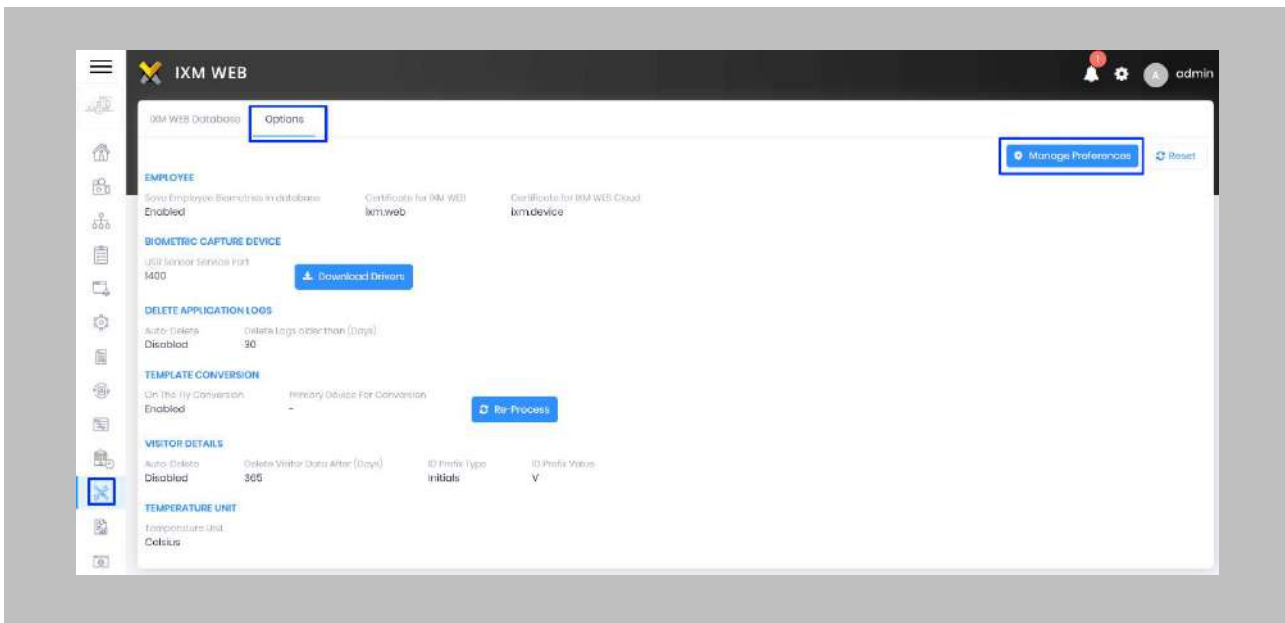 IXM WEB
1
A
admin
IXM WEB Database
Options
Manage Preferences
Reset
EMPLOYEE
Save Employee Biometrics in database
Certificate for IXM WEB
Certificate for IXM WEB Cloud
Enabled
ixm.web
ixm.device
BIOMETRIC CAPTURE DEVICE
USB Sensor Service Port
1400
Download Drivers
DELETE APPLICATION LOGS
Auto-Delete
Delete Logs older than (Days)
Disabled
30
TEMPLATE CONVERSION
On The Fly Conversion
Primary Device For Conversion
Enabled
-
Re-Process
VISITOR DETAILS
Auto-Delete
Delete Visitor Data After (Days)
ID Prefix Type
ID Prefix Value
Disabled
365
Initials
V
TEMPERATURE UNIT
Temperature Unit
Celsius